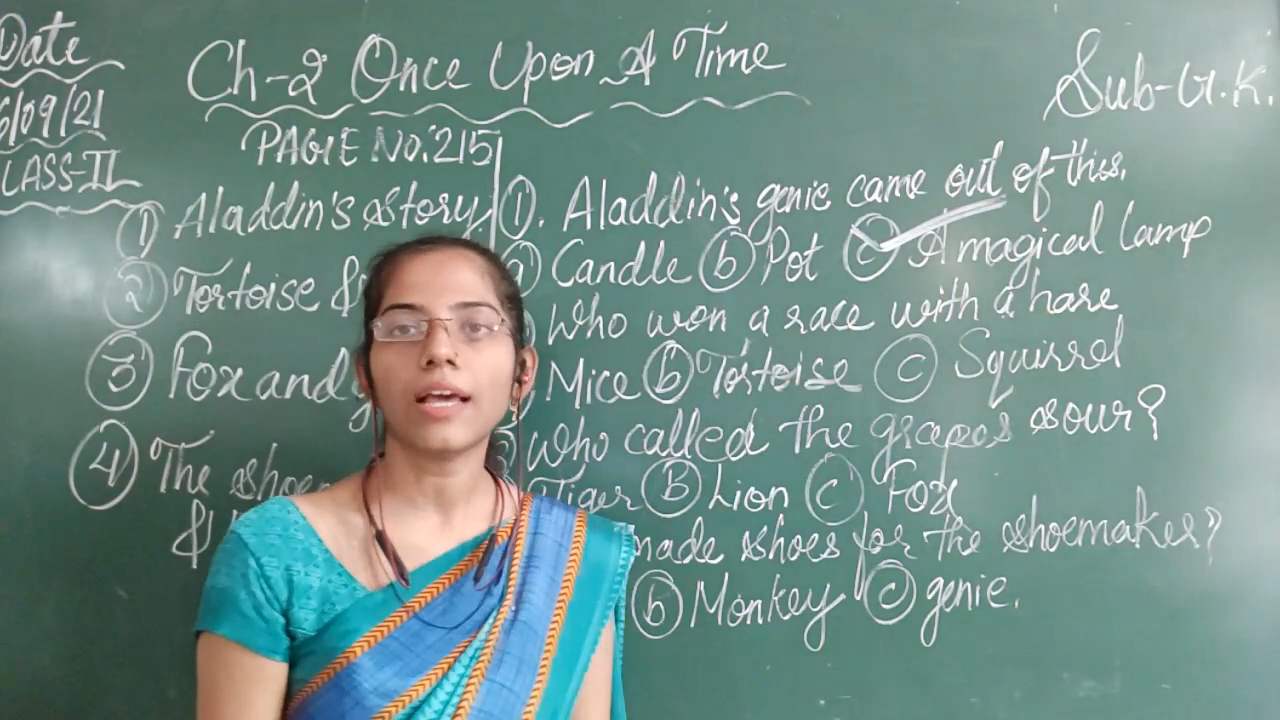 Date
6/09/21
CLASS-II
Ch-2 Once Upon A Time
Sub-G.K.
PAGE No.215
① Aladdin's story
② Tortoise &
③ Fox and
④ The shoe
&
①. Aladdin's genie came out of this.
Candle ⓑ Pot ⓒ A magical lamp
Who won a race with a hare
Mice ⓑ Tortoise ⓒ Squirrel
Who called the grapes sour?
Tiger Ⓑ Lion ⓒ Fox
made shoes for the shoemaker?
ⓑ Monkey ⓒ genie.